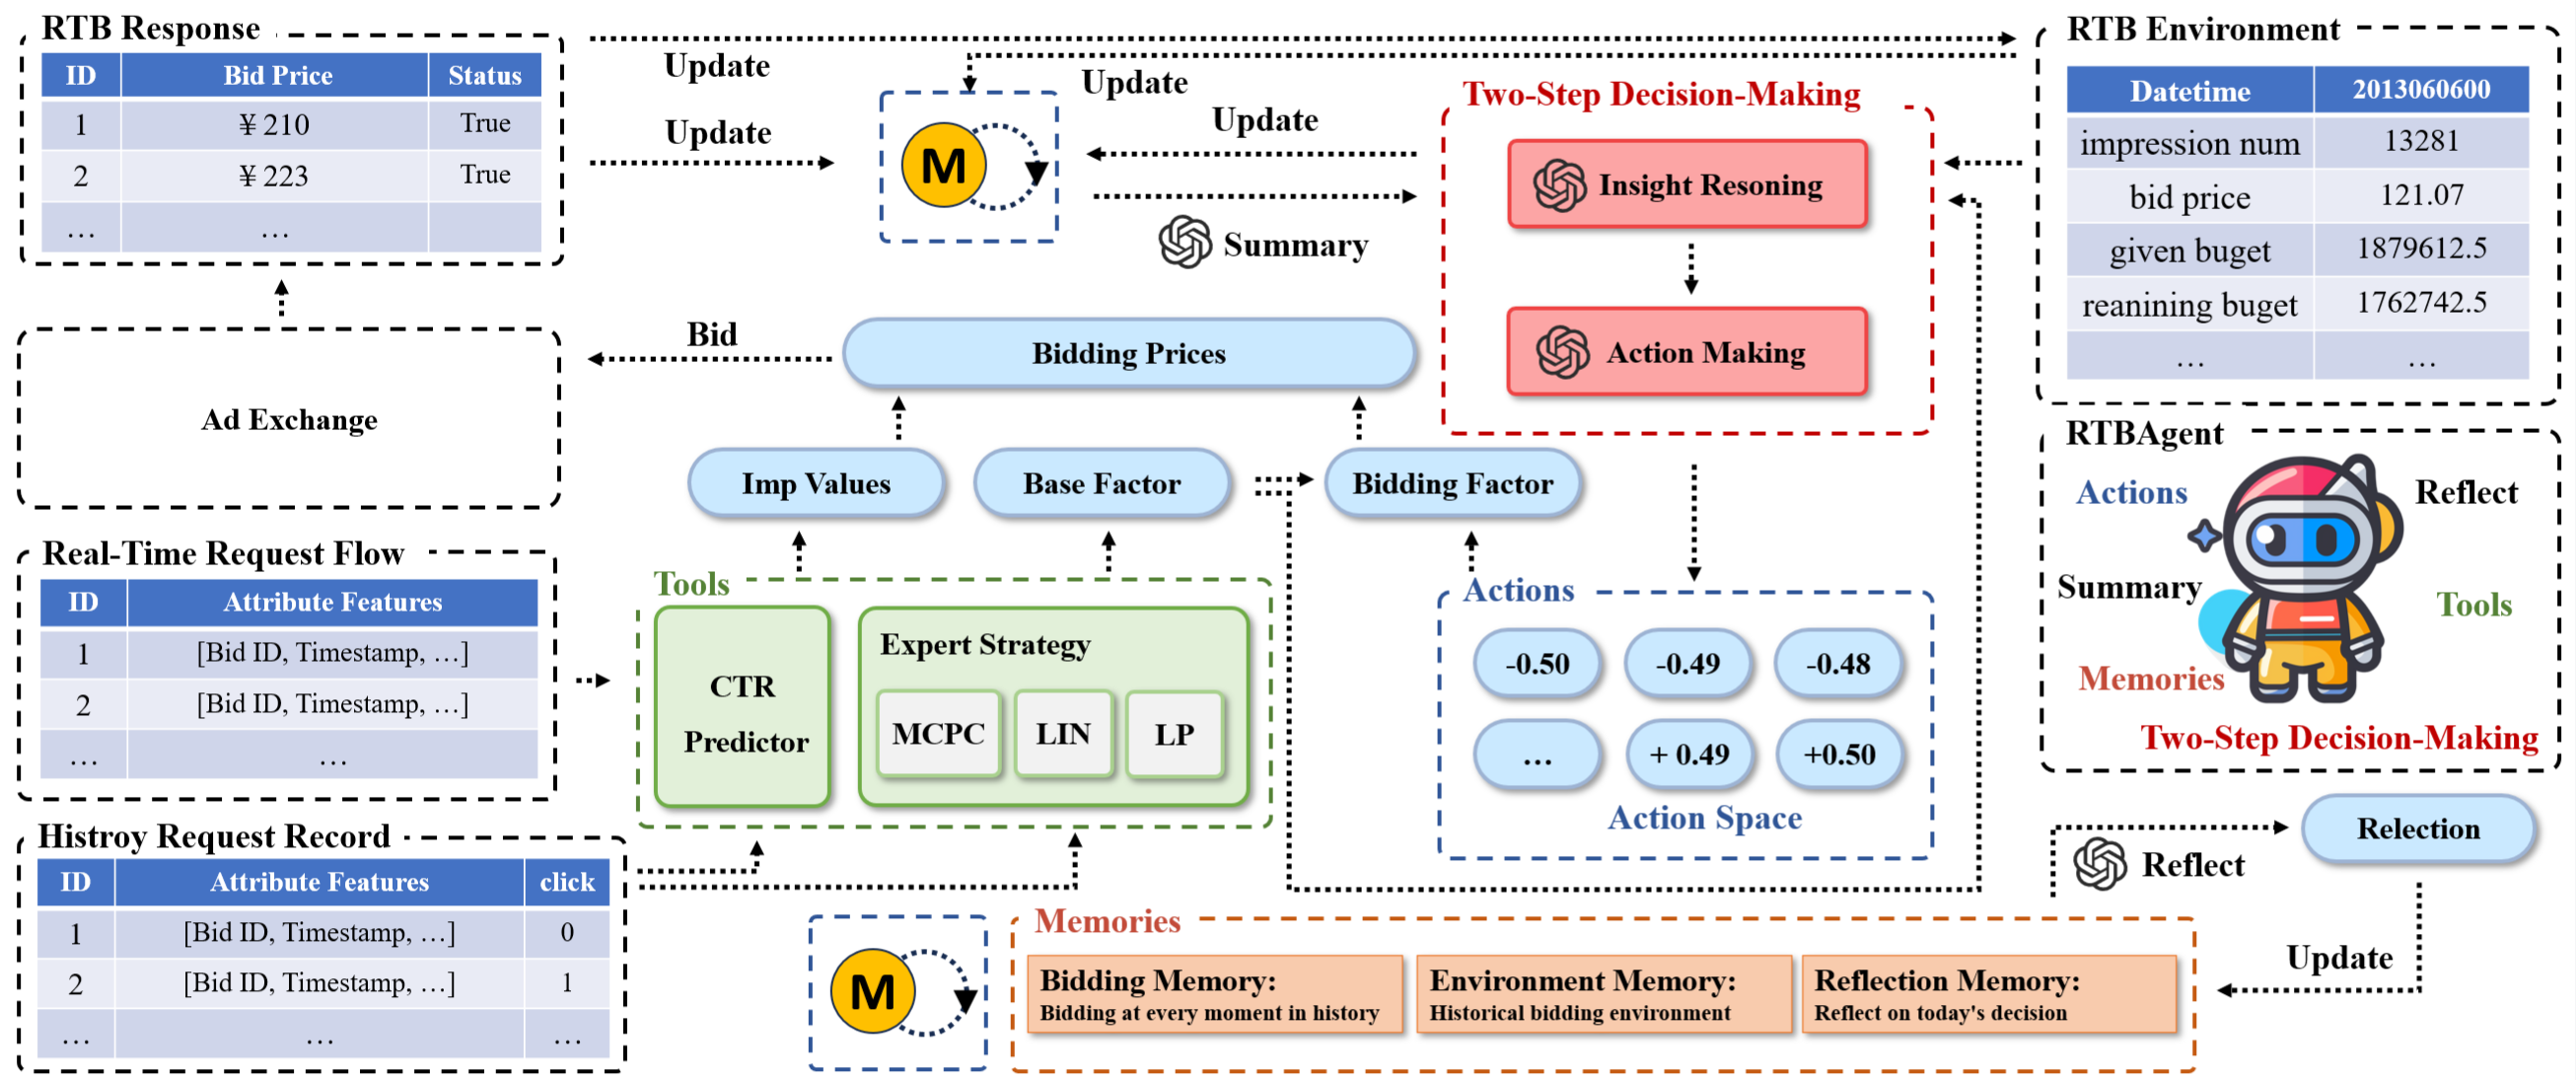 RTB Response
ID Bid Price Status
1 ¥ 210 True
2 ¥ 223 True
… …
Ad Exchange
Real-Time Request Flow
ID Attribute Features
1 [Bid ID, Timestamp, …]
2 [Bid ID, Timestamp, …]
… …
Histroy Request Record
ID Attribute Features click
1 [Bid ID, Timestamp, …] 0
2 [Bid ID, Timestamp, …] 1
… … …
Update
Update
M
Update
Update
Summary
Bid
Bidding Prices
Imp Values
Base Factor
Bidding Factor
Tools
CTR
Predictor
Expert Strategy
MCPC
LIN
LP
Two-Step Decision-Making
Insight Resoning
Action Making
Actions
-0.50
-0.49
-0.48
…
+ 0.49
+0.50
Action Space
RTB Environment
Datetime 2013060600
impression num 13281
bid price 121.07
given buget 1879612.5
reanining buget 1762742.5
… …
RTBAgent
Actions
Reflect
Summary
Tools
Memories
Two-Step Decision-Making
Relection
Reflect
Update
M
Memories
Bidding Memory:
Bidding at every moment in history
Environment Memory:
Historical bidding environment
Reflection Memory:
Reflect on today's decision